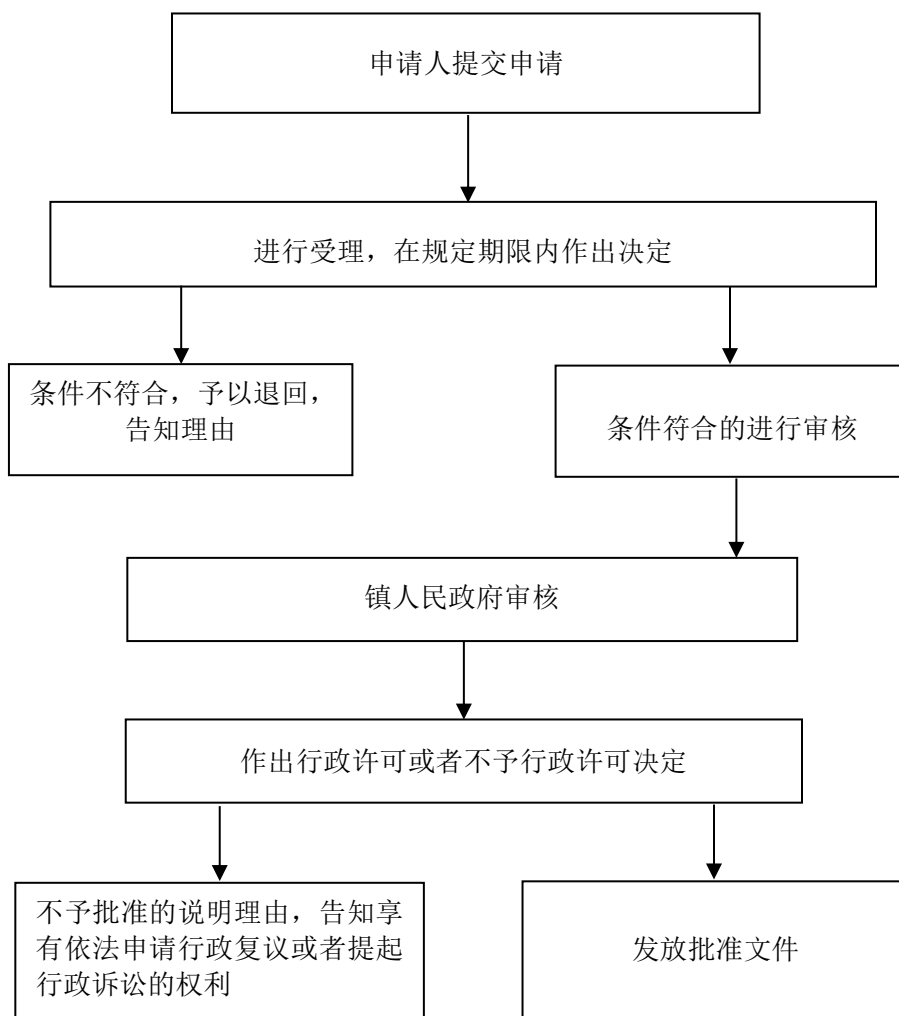 申请人提交申请
进行受理，在规定期限内作出决定
条件不符合，予以退回，
告知理由
条件符合的进行审核
镇人民政府审核
作出行政许可或者不予行政许可决定
不予批准的说明理由，告知享
有依法申请行政复议或者提起
行政诉讼的权利
发放批准文件